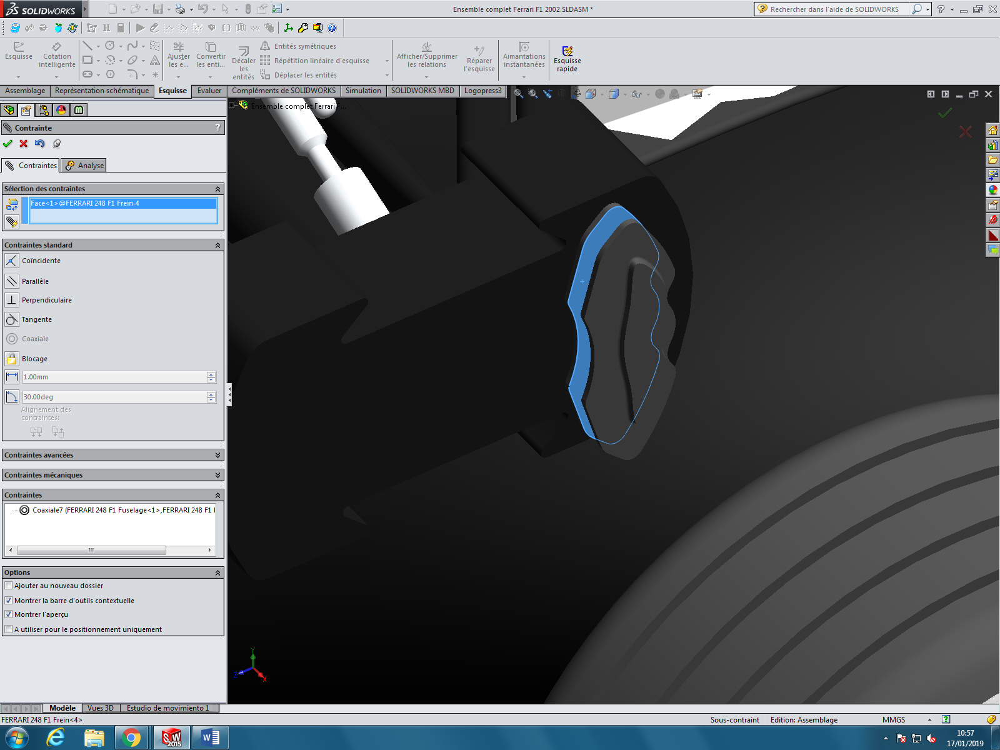 SOLIDWORKS
Ensemble complet Ferrari F1 2002.SLDASM *
Rechercher dans l'aide de SOLIDWORKS
Esquisse
Cotation intelligente
Ajuster les e...
Convertir les enti...
Décaler les entités
Entités symétriques
Répétition linéaire d'esquisse
Déplacer les entités
Afficher/Supprimer les relations
Réparer l'esquisse
Aimantations instantanées
Esquisse rapide
Assemblage
Représentation schématique
Esquisse
Evaluer
Compléments de SOLIDWORKS
Simulation
SOLIDWORKS MBD
Logopress3
Ensemble complet Ferrari F...
Contrainte
?
Contraintes
Analyse
Sélection des contraintes
Face<1>@FERRARI 248 F1 Frein-4
Contraintes standard
Coïncidente
Parallèle
Perpendiculaire
Tangente
Coaxiale
Blocage
1.00mm
30.00deg
Alignement des
contraintes:
Contraintes avancées
Contraintes mécaniques
Contraintes
Coaxiale7 (FERRARI 248 F1 Fuselage<1>,FERRARI 248 F1 
Options
Ajouter au nouveau dossier
Montrer la barre d'outils contextuelle
Montrer l'aperçu
A utiliser pour le positionnement uniquement
Y
Z
X
Modèle
Vues 3D
Estudio de movimiento 1
FERRARI 248 F1 Frein<4>
Sous-contraint
Edition: Assemblage
MMGS
10:57
17/01/2019